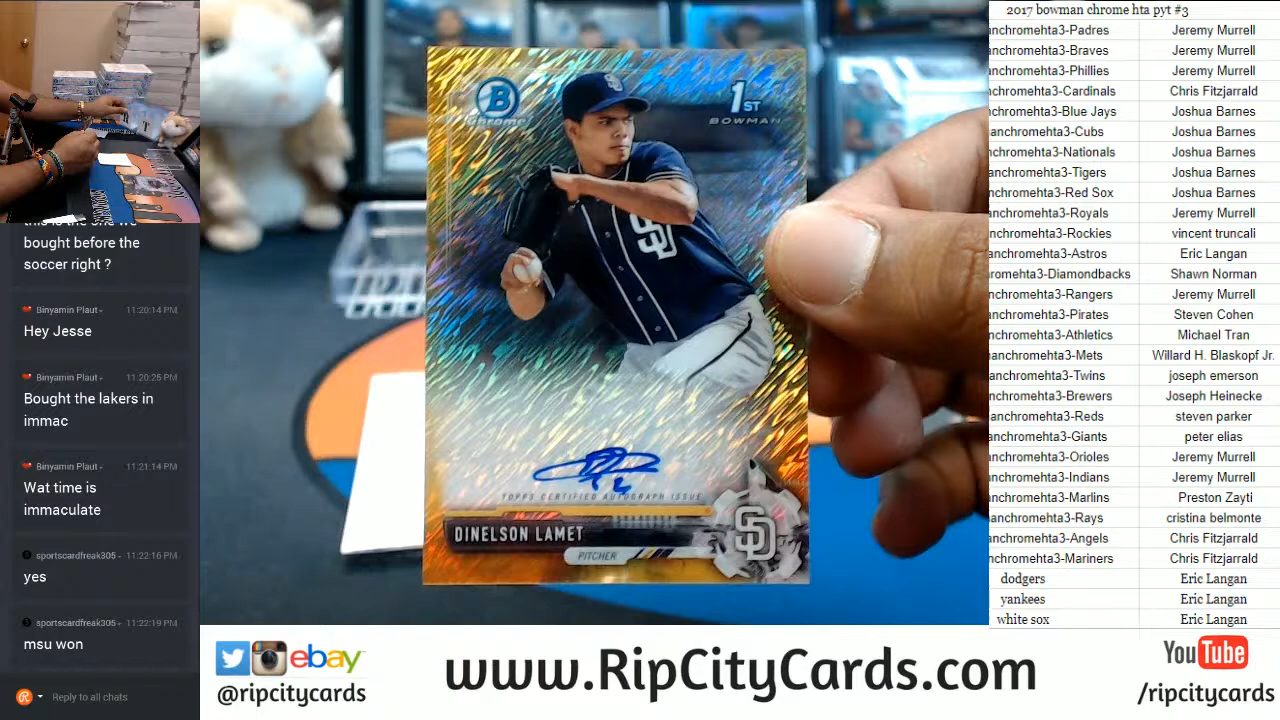 this is the one we
bought before the
soccer right ?
Binyamin Plaut 11:20:14 PM
Hey Jesse
Binyamin Plaut 11:20:25 PM
Bought the lakers in
immac
Binyamin Plaut 11:21:14 PM
Wat time is
immaculate
sportscardfreak305 11:22:16 PM
yes
sportscardfreak305 11:22:19 PM
msu won
Reply to all chats
B
Chrome
1ST
BOWMAN
SD
TOPPS CERTIFIED AUTOGRAPH ISSUE
DINELSON LAMET
PITCHER
SD
2017 bowman chrome hta pyt #3
nchromehta3-Padres Jeremy Murrell
anchromehta3-Braves Jeremy Murrell
nchromehta3-Phillies Jeremy Murrell
nchromehta3-Cardinals Chris Fitzjarrald
nchromehta3-Blue Jays Joshua Barnes
anchromehta3-Cubs Joshua Barnes
nchromehta3-Nationals Joshua Barnes
anchromehta3-Tigers Joshua Barnes
nchromehta3-Red Sox Joshua Barnes
anchromehta3-Royals Jeremy Murrell
nchromehta3-Rockies vincent truncali
anchromehta3-Astros Eric Langan
romehta3-Diamondbacks Shawn Norman
nchromehta3-Rangers Jeremy Murrell
anchromehta3-Pirates Steven Cohen
nchromehta3-Athletics Michael Tran
anchromehta3-Mets Willard H. Blaskopf Jr.
anchromehta3-Twins joseph emerson
nchromehta3-Brewers Joseph Heinecke
anchromehta3-Reds steven parker
anchromehta3-Giants peter elias
nchromehta3-Orioles Jeremy Murrell
nchromehta3-Indians Jeremy Murrell
nchromehta3-Marlins Preston Zayti
anchromehta3-Rays cristina belmonte
nchromehta3-Angels Chris Fitzjarrald
nchromehta3-Mariners Chris Fitzjarrald
dodgers Eric Langan
yankees Eric Langan
white sox Eric Langan
ebay
@ripcitycards
www.RipCityCards.com
YouTube
/ripcitycards